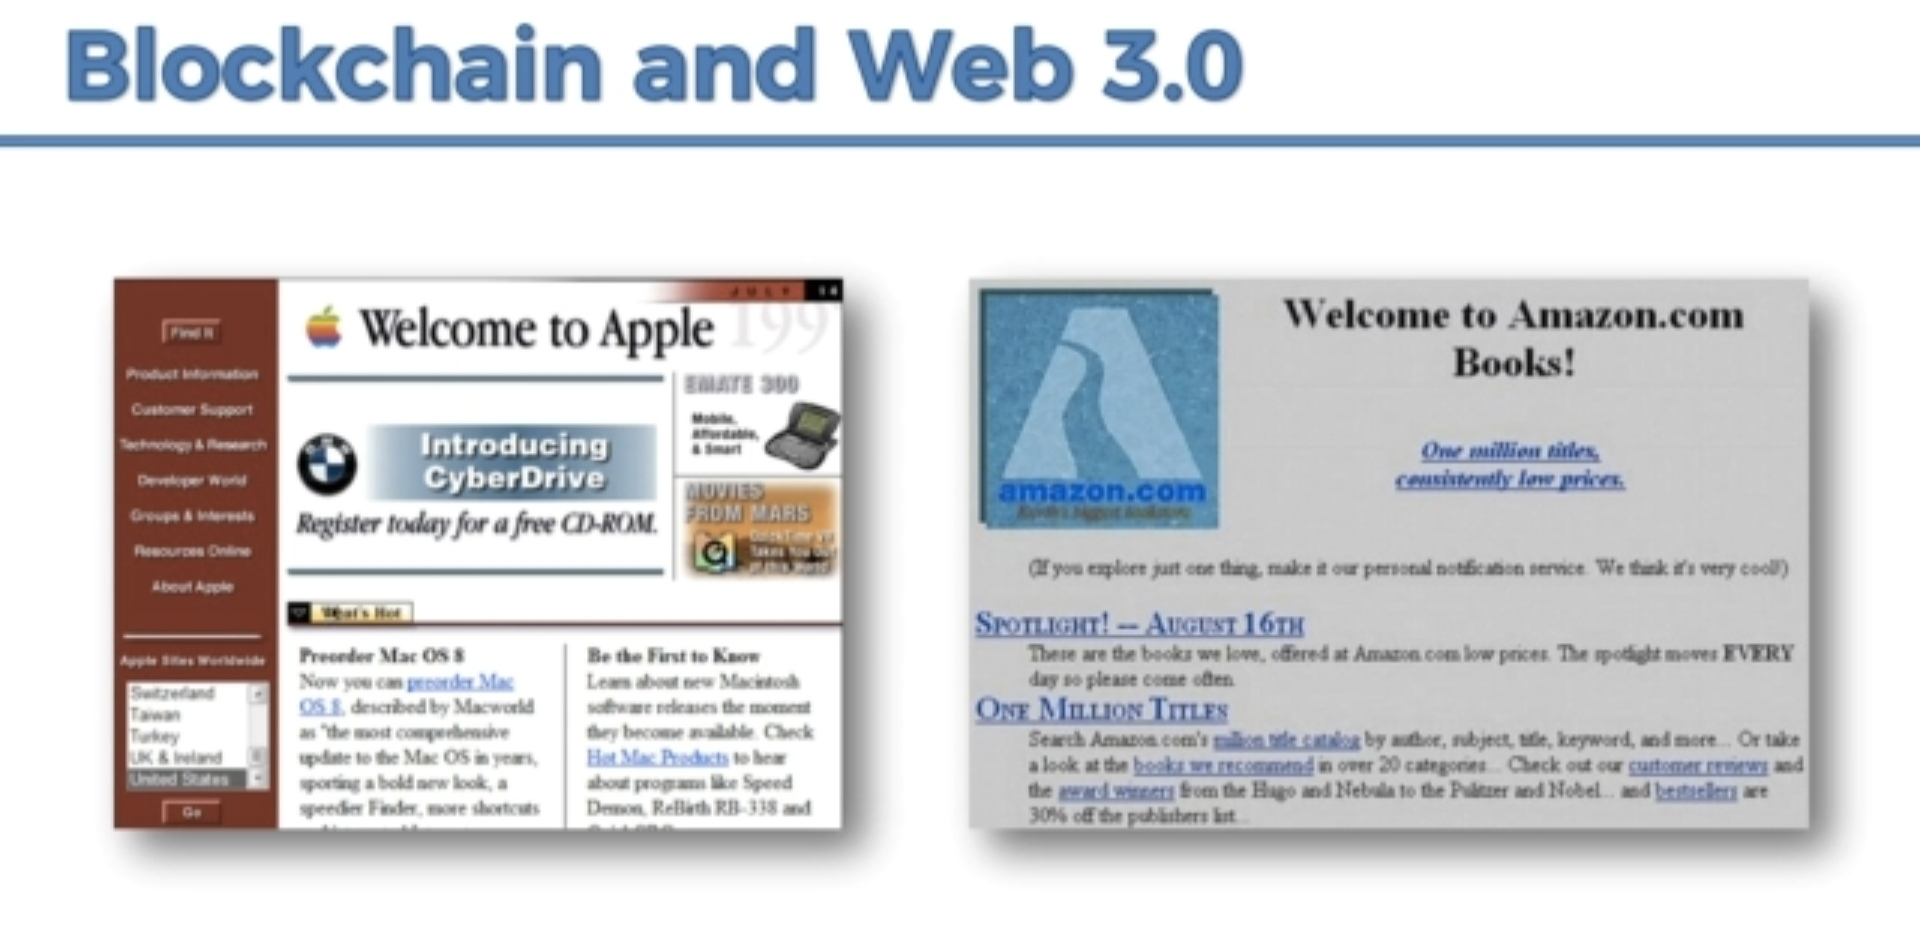 Blockchain and Web 3.0
JULY 14
199
Find It
Product Information
Customer Support
Technology & Research
Developer World
Groups & Interests
Resources Online
About Apple
Apple Sites Worldwide
Switzerland
Taiwan
Turkey
UK & Ireland
United States
Go
Welcome to Apple
Introducing
CyberDrive
Register today for a free CD-ROM.
EMATE 300
Mobile,
Affordable,
& Smart
MOVIES
FROM MARS
QuickTime VR
Takes You Out
of this World
What's Hot
Preorder Mac OS 8
Now you can preorder Mac
OS 8, described by Macworld
as "the most comprehensive
update to the Mac OS in years,
sporting a bold new look, a
speedier Finder, more shortcuts
Be the First to Know
Learn about new Macintosh
software releases the moment
they become available. Check
Hot Mac Products to hear
about programs like Speed
Demon, ReBirth RB-338 and
amazon.com
Welcome to Amazon.com
Books!
One million titles,
consistently low prices.
(If you explore just one thing, make it our personal notification service. We think it's very cool!)
SPOTLIGHT! -- AUGUST 16TH
These are the books we love, offered at Amazon.com low prices. The spotlight moves EVERY
day so please come often.
ONE MILLION TITLES
Search Amazon.com's million title catalog by author, subject, title, keyword, and more... Or take
a look at the books we recommend in over 20 categories... Check out our customer reviews and
the award winners from the Hugo and Nebula to the Pulitzer and Nobel... and bestsellers are
30% off the publishers list...